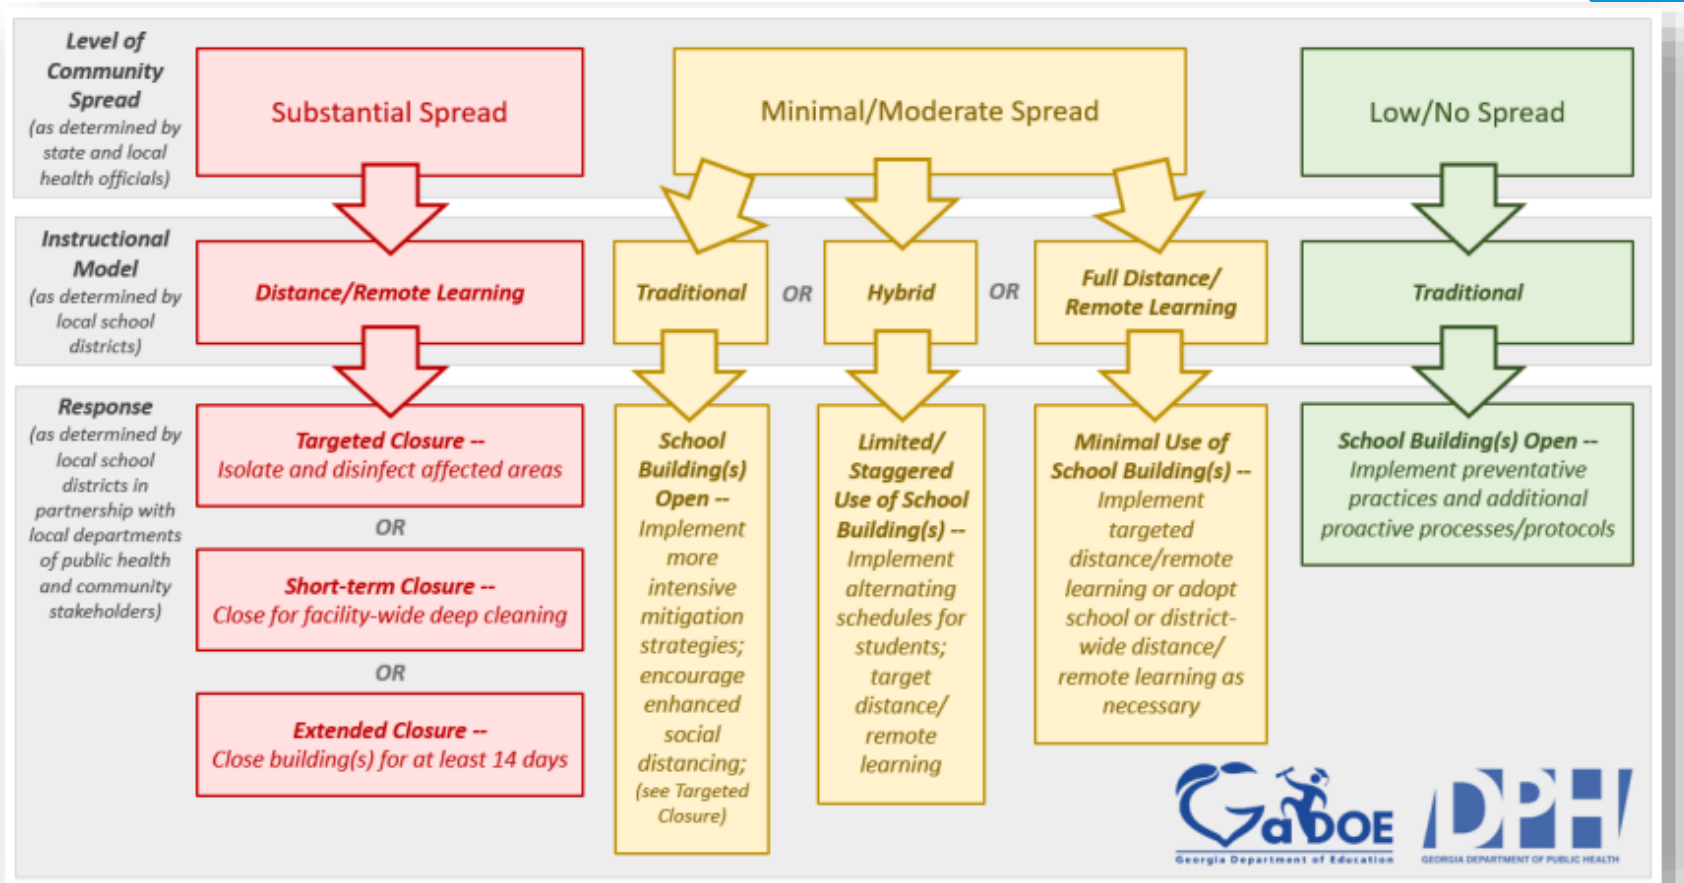 Level of
Community
Spread
(as determined by
state and local
health officials)
Substantial Spread
Minimal/Moderate Spread
Low/No Spread
Instructional
Model
(as determined by
local school
districts)
Distance/Remote Learning
Traditional
OR
Hybrid
OR
Full Distance/
Remote Learning
Traditional
Response
(as determined by
local school
districts in
partnership with
local departments
of public health
and community
stakeholders)
Targeted Closure --
Isolate and disinfect affected areas
OR
Short-term Closure --
Close for facility-wide deep cleaning
OR
Extended Closure --
Close building(s) for at least 14 days
School
Building(s)
Open --
Implement
more
intensive
mitigation
strategies;
encourage
enhanced
social
distancing;
(see Targeted
Closure)
Limited/
Staggered
Use of School
Building(s) --
Implement
alternating
schedules for
students;
target
distance/
remote
learning
Minimal Use of
School Building(s) --
Implement
targeted
distance/remote
learning or adopt
school or district-
wide distance/
remote learning as
necessary
School Building(s) Open --
Implement preventative
practices and additional
proactive processes/protocols
GaDOE
Georgia Department of Education
DPH
GEORGIA DEPARTMENT OF PUBLIC HEALTH